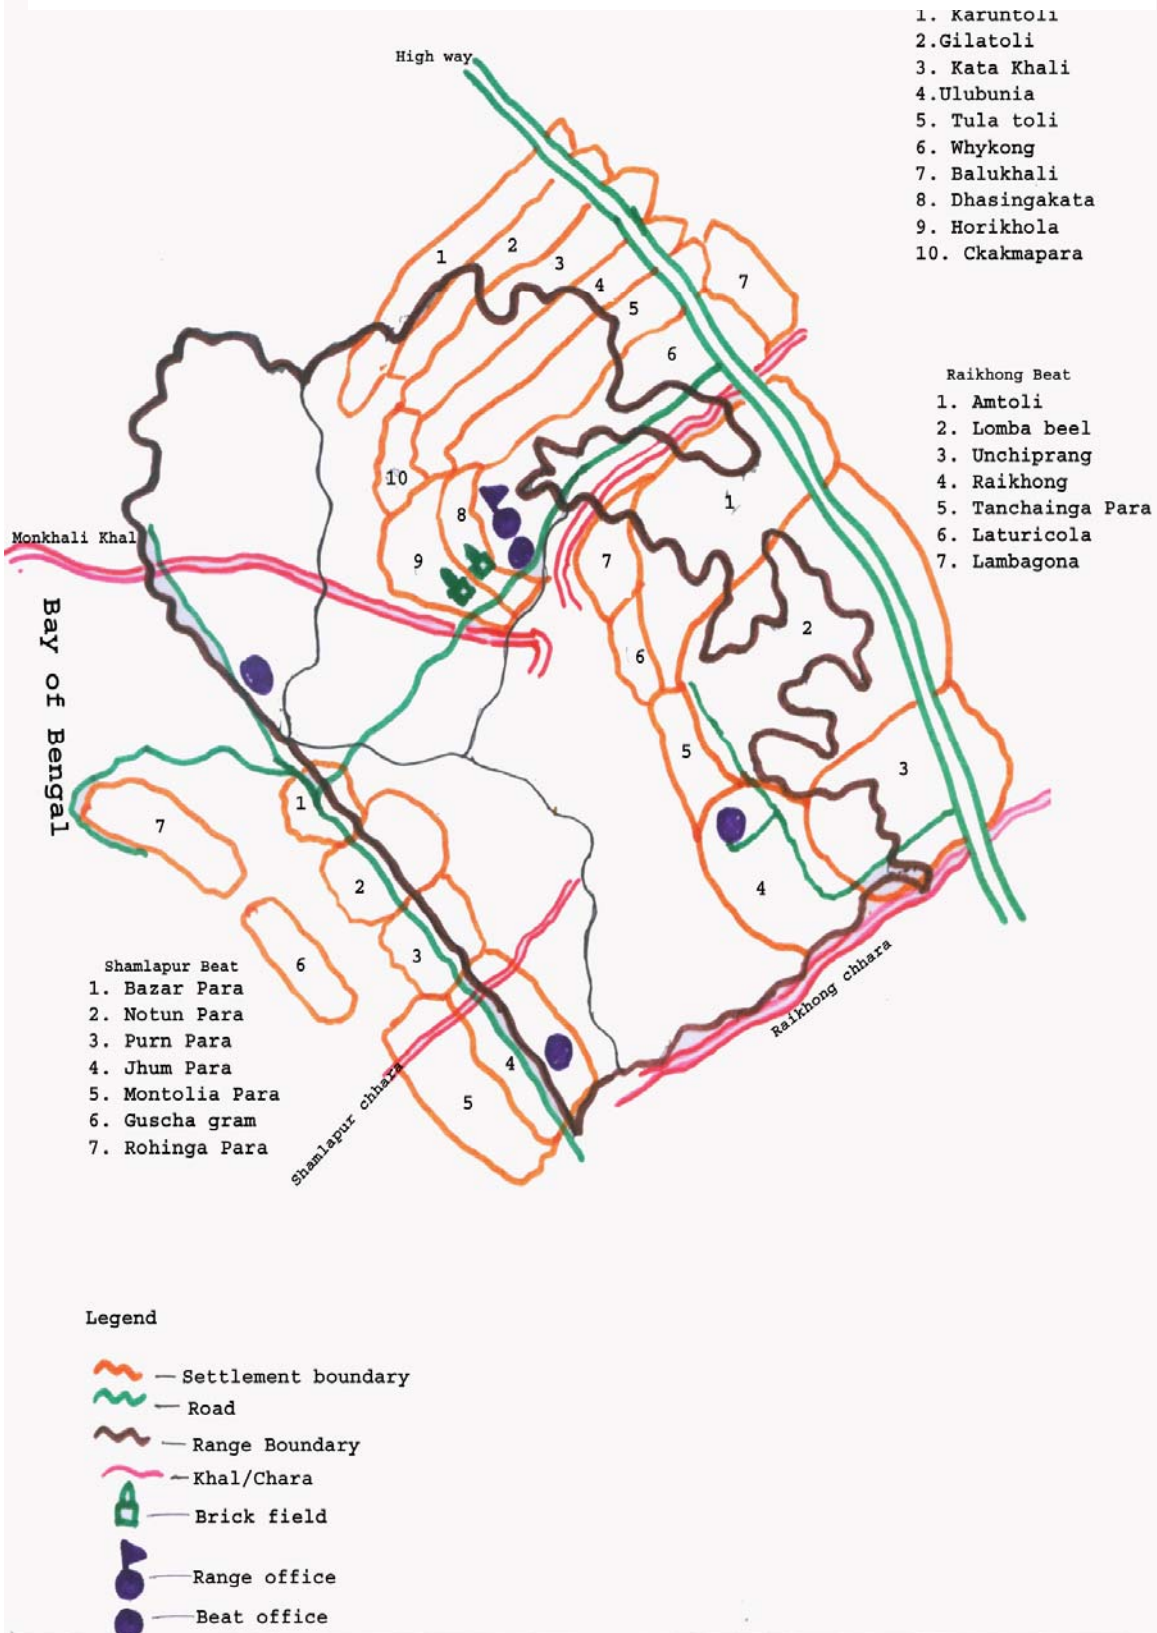 1. Karuntoli
2.Gilatoli
3. Kata Khali
4.Ulubunia
5. Tula toli
6. Whykong
7. Balukhali
8. Dhasingakata
9. Horikhola
10. Ckakmapara
High way
Raikhong Beat
1. Amtoli
2. Lomba beel
3. Unchiprang
4. Raikhong
5. Tanchainga Para
6. Laturicola
7. Lambagona
1
2
3
4
5
6
7
8
9
10
1
2
3
4
5
6
7
Monkhali Khal
Bay of Bengal
1
2
3
4
5
6
7
Raikhong chhara
Shamlapur chhara
Shamlapur Beat
1. Bazar Para
2. Notun Para
3. Purn Para
4. Jhum Para
5. Montolia Para
6. Guscha gram
7. Rohinga Para
Legend
Settlement boundary
Road
Range Boundary
Khal/Chara
Brick field
Range office
Beat office